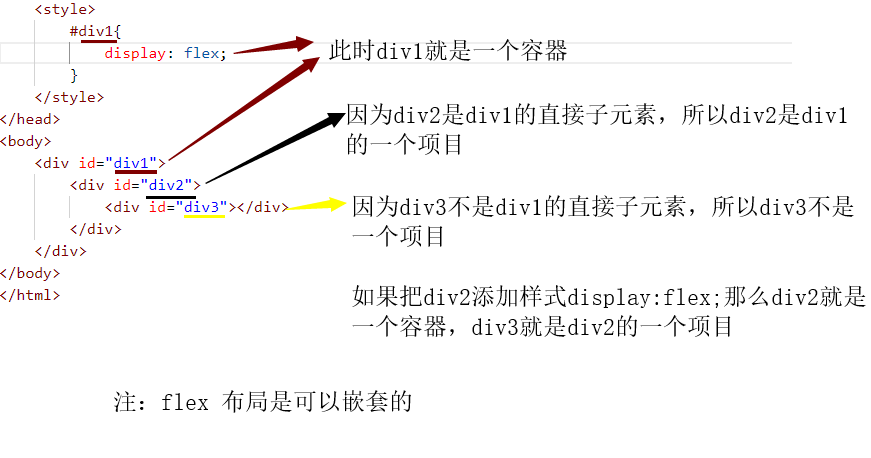 <style>
#div1{
display: flex;
此时div1就是一个容器
}
</style>
</head>
<body>
<div id="div1">
<div id="div2">
<div id="div3"></div>
</div>
</div>
</body>
</html>
因为div2是div1的直接子元素，所以div2是div1
的一个项目
因为div3不是div1的直接子元素，所以div3不是
一个项目
如果把div2添加样式display:flex;那么div2就是
一个容器，div3就是div2的一个项目
注：flex 布局是可以嵌套的